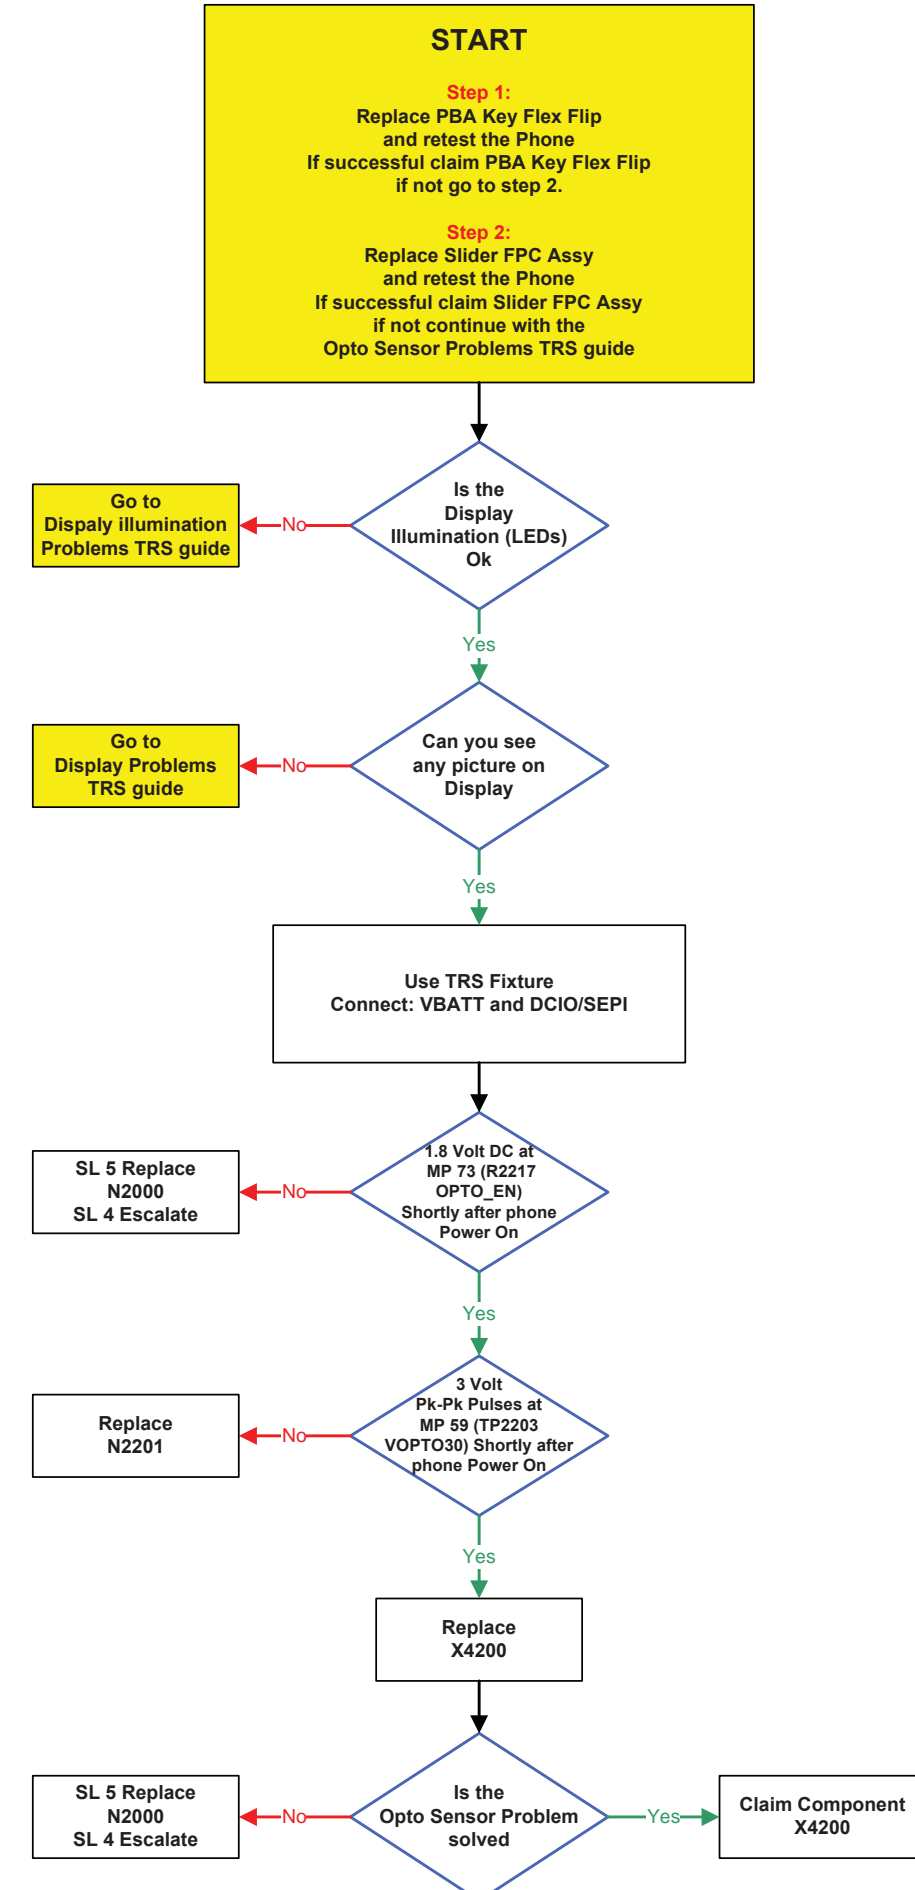 START
Step 1:
Replace PBA Key Flex Flip
and retest the Phone
If successful claim PBA Key Flex Flip
if not go to step 2.
Step 2:
Replace Slider FPC Assy
and retest the Phone
If successful claim Slider FPC Assy
if not continue with the
Opto Sensor Problems TRS guide
Is the
Display
Illumination (LEDs)
Ok
No
Go to
Dispaly illumination
Problems TRS guide
Yes
Can you see
any picture on
Display
No
Go to
Display Problems
TRS guide
Yes
Use TRS Fixture
Connect: VBATT and DCIO/SEPI
1.8 Volt DC at
MP 73 (R2217
OPTO_EN)
Shortly after phone
Power On
No
SL 5 Replace
N2000
SL 4 Escalate
Yes
3 Volt
Pk-Pk Pulses at
MP 59 (TP2203
VOPTO30) Shortly after
phone Power On
No
Replace
N2201
Yes
Replace
X4200
Is the
Opto Sensor Problem
solved
No
SL 5 Replace
N2000
SL 4 Escalate
Yes
Claim Component
X4200